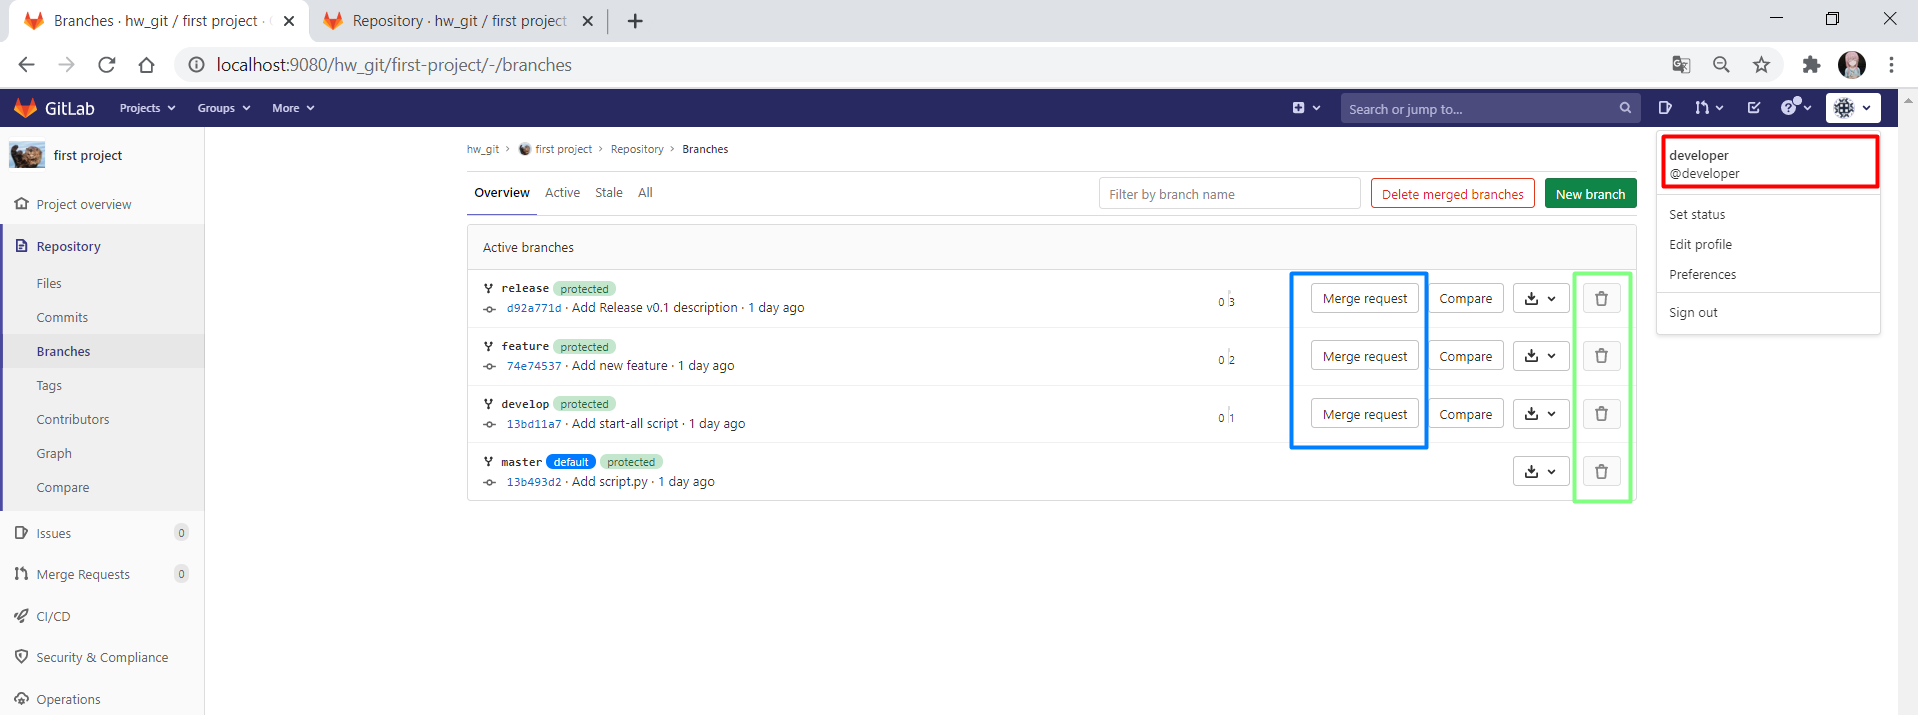 Branches · hw_git / first project ·
Repository · hw_git / first project
localhost:9080/hw_git/first-project/-/branches
GitLab
Projects
Groups
More
Search or jump to...
first project
Project overview
Repository
Files
Commits
Branches
Tags
Contributors
Graph
Compare
Issues 0
Merge Requests 0
CI/CD
Security & Compliance
Operations
hw_git › first project › Repository › Branches
Overview Active Stale All
Filter by branch name
Delete merged branches
New branch
Active branches
release protected
d92a771d · Add Release v0.1 description · 1 day ago
0 3
Merge request Compare
feature protected
74e74537 · Add new feature · 1 day ago
0 2
Merge request Compare
develop protected
13bd11a7 · Add start-all script · 1 day ago
0 1
Merge request Compare
master default protected
13b493d2 · Add script.py · 1 day ago
developer
@developer
Set status
Edit profile
Preferences
Sign out